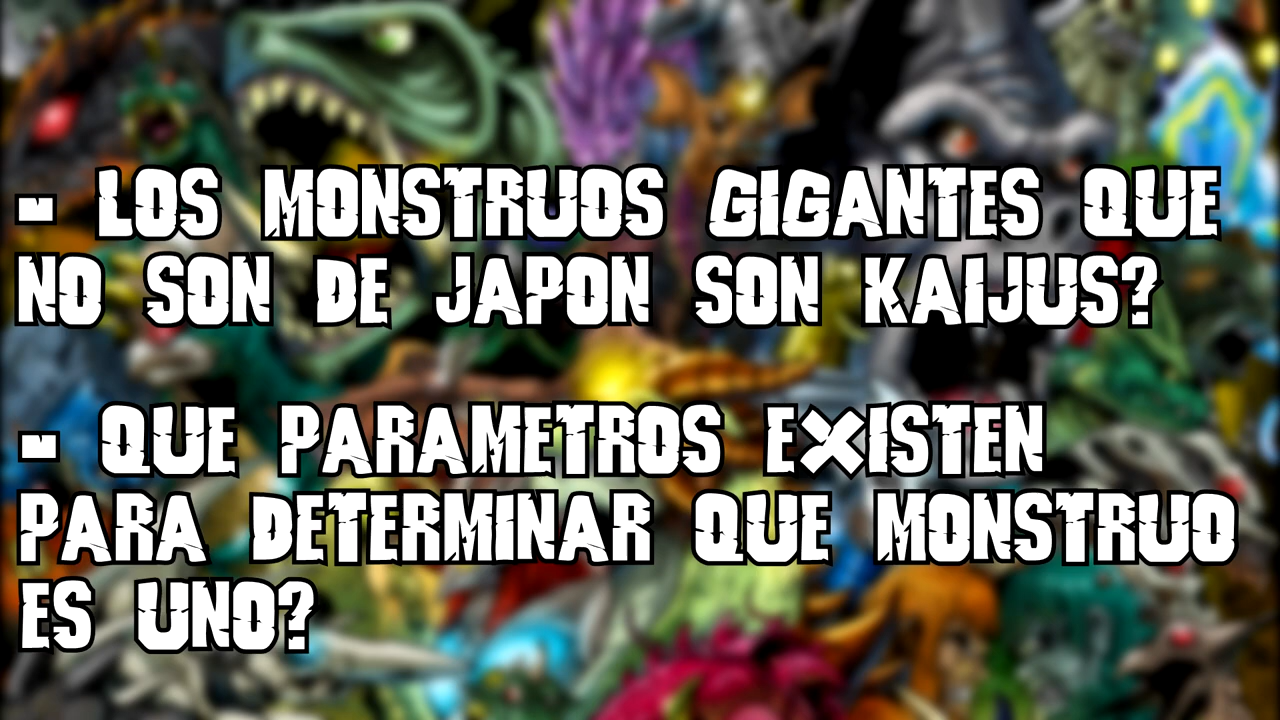 - LOS MONSTRUOS GIGANTES QUE
NO SON DE JAPON SON KAIJUS?
- QUE PARAMETROS EXISTEN
PARA DETERMINAR QUE MONSTRUO
ES UNO?